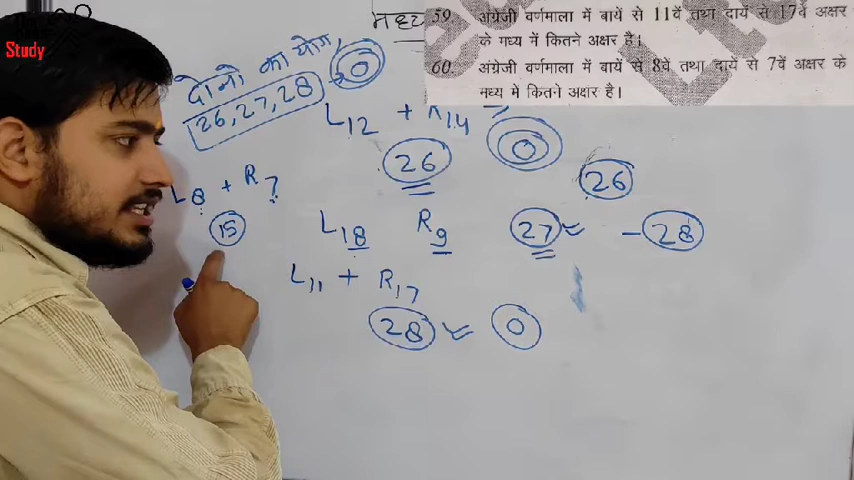 Study
मध्य
59. अंग्रेजी वर्णमाला में बायें से 11वें तथा दायें से 17वें अक्षर
के मध्य में कितने अक्षर है।
60. अंग्रेजी वर्णमाला में बायें से 8वें तथा दायें से 7वें अक्षर के
मध्य में कितने अक्षर है।
दोनो का योग,
26, 27, 28 → 0
L12 + R14
26 0 26
L8 + R7
15
L18 R9 27 - 28
L11 + R17
28 0